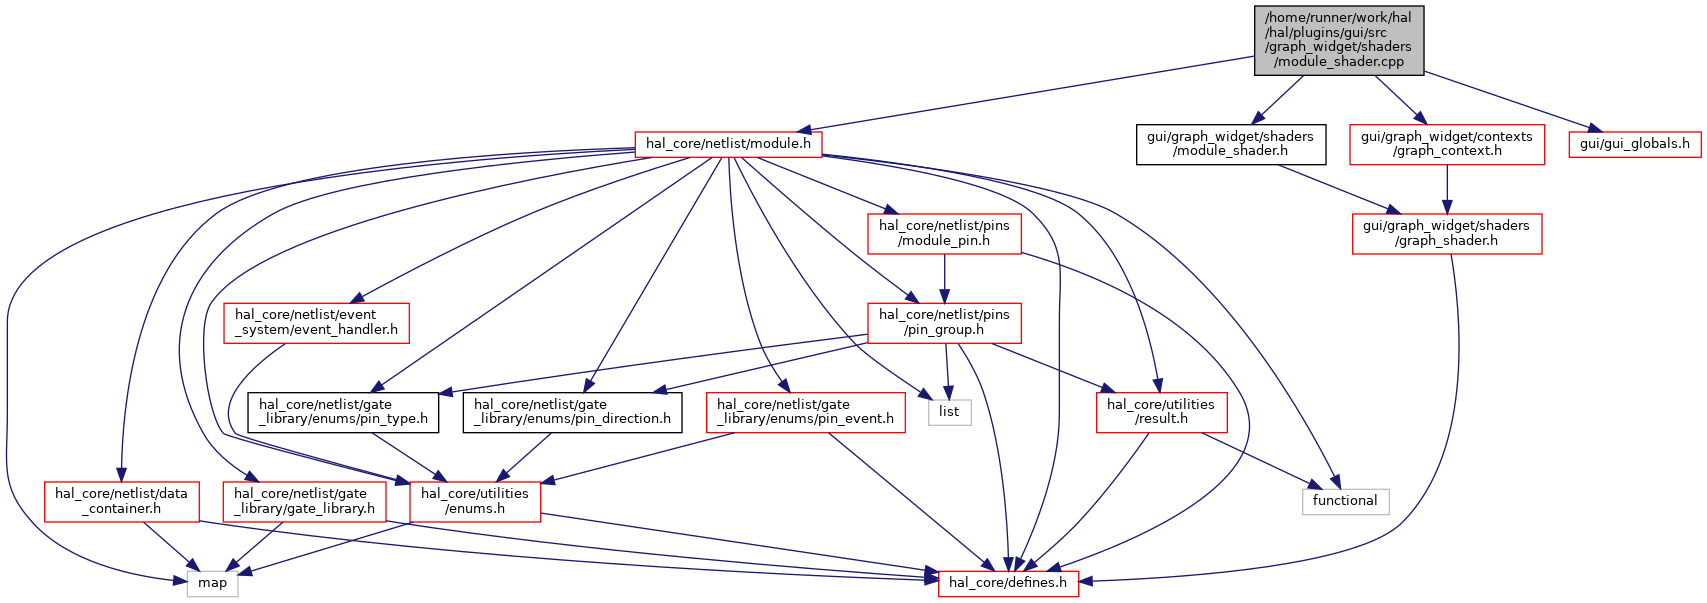 /home/runner/work/hal
/hal/plugins/gui/src
/graph_widget/shaders
/module_shader.cpp
hal_core/netlist/module.h
gui/graph_widget/shaders
/module_shader.h
gui/graph_widget/contexts
/graph_context.h
gui/gui_globals.h
hal_core/netlist/pins
/module_pin.h
gui/graph_widget/shaders
/graph_shader.h
hal_core/netlist/event
_system/event_handler.h
hal_core/netlist/pins
/pin_group.h
hal_core/netlist/gate
_library/enums/pin_type.h
hal_core/netlist/gate
_library/enums/pin_direction.h
hal_core/netlist/gate
_library/enums/pin_event.h
list
hal_core/utilities
/result.h
hal_core/netlist/data
_container.h
hal_core/netlist/gate
_library/gate_library.h
hal_core/utilities
/enums.h
functional
map
hal_core/defines.h